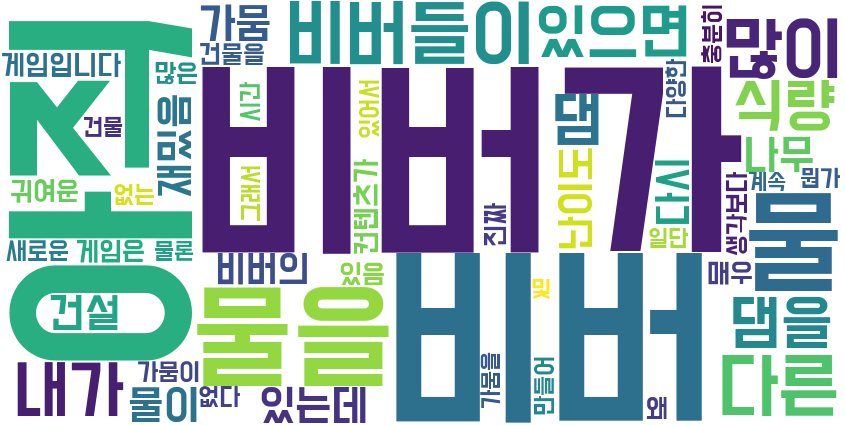 가뭄
비버들이
있으면
충분히
많이
게임입니다
건물을
많은
비버가
시간
있어서
댐
다양한
식량
건물
재밌음
나무
귀여운
없는
그래서
컨텐츠가
진짜
난이도
다시
일단
생각보다
계속
뭔가
새로운
게임은
물론
비버의
있음
매우
물
건설
물을
비버
및
댐을
내가
가뭄이
물이
없다
있는데
가뭄을
만들어
왜
다른